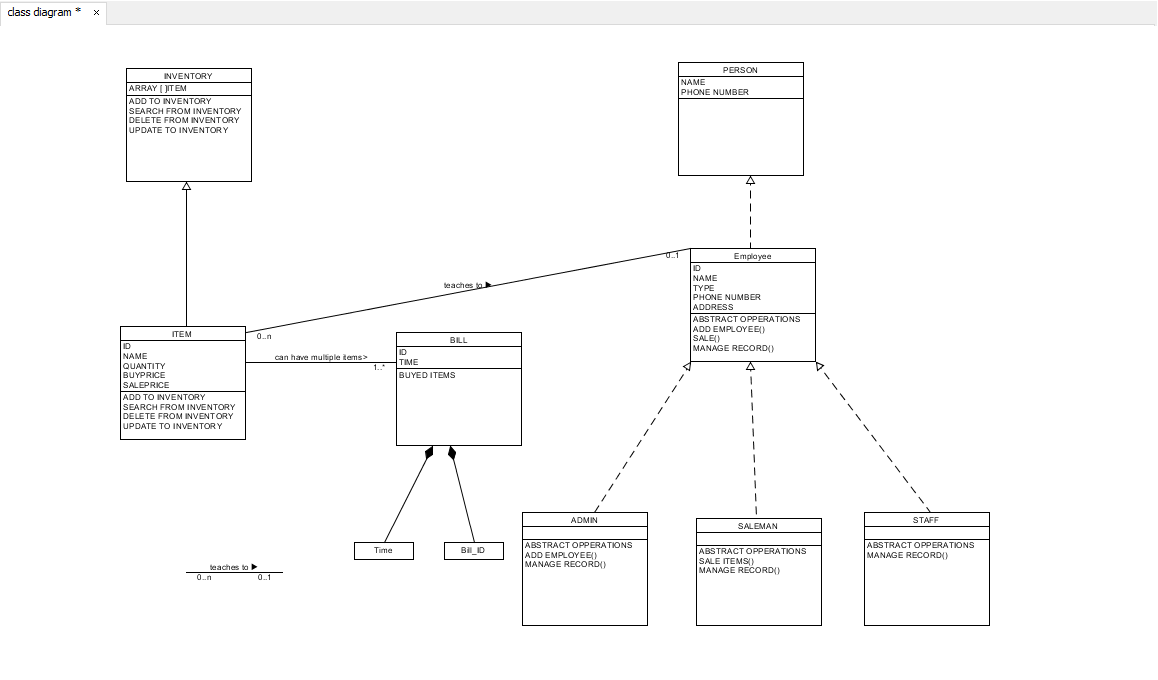 class diagram *
INVENTORY
ARRAY [ ]ITEM
ADD TO INVENTORY
SEARCH FROM INVENTORY
DELETE FROM INVENTORY
UPDATE TO INVENTORY
PERSON
NAME
PHONE NUMBER
Employee
ID
NAME
TYPE
PHONE NUMBER
ADDRESS
ABSTRACT OPPERATIONS
ADD EMPLOYEE()
SALE()
MANAGE RECORD()
0..1
teaches to
0..n
ITEM
ID
NAME
QUANTITY
BUYPRICE
SALEPRICE
ADD TO INVENTORY
SEARCH FROM INVENTORY
DELETE FROM INVENTORY
UPDATE TO INVENTORY
can have multiple items>
1..*
BILL
ID
TIME
BUYED ITEMS
Time
Bill_ID
teaches to
0..n
0..1
ADMIN
ABSTRACT OPPERATIONS
ADD EMPLOYEE()
MANAGE RECORD()
SALEMAN
ABSTRACT OPPERATIONS
SALE ITEMS()
MANAGE RECORD()
STAFF
ABSTRACT OPPERATIONS
MANAGE RECORD()